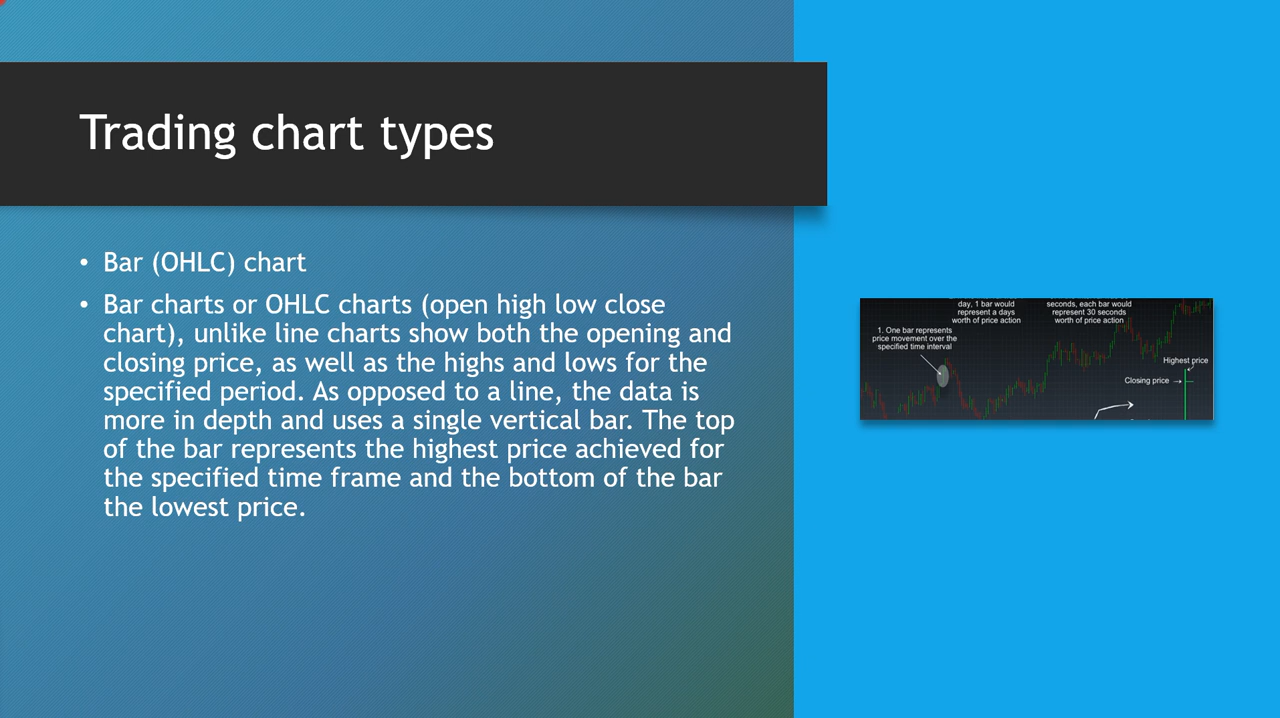 Trading chart types
• Bar (OHLC) chart
• Bar charts or OHLC charts (open high low close
chart), unlike line charts show both the opening and
closing price, as well as the highs and lows for the
specified period. As opposed to a line, the data is
more in depth and uses a single vertical bar. The top
of the bar represents the highest price achieved for
the specified time frame and the bottom of the bar
the lowest price.
day, 1 bar would
represent a days
worth of price action
seconds, each bar would
represent 30 seconds
worth of price action
1. One bar represents
price movement over the
specified time interval
Highest price
Closing price